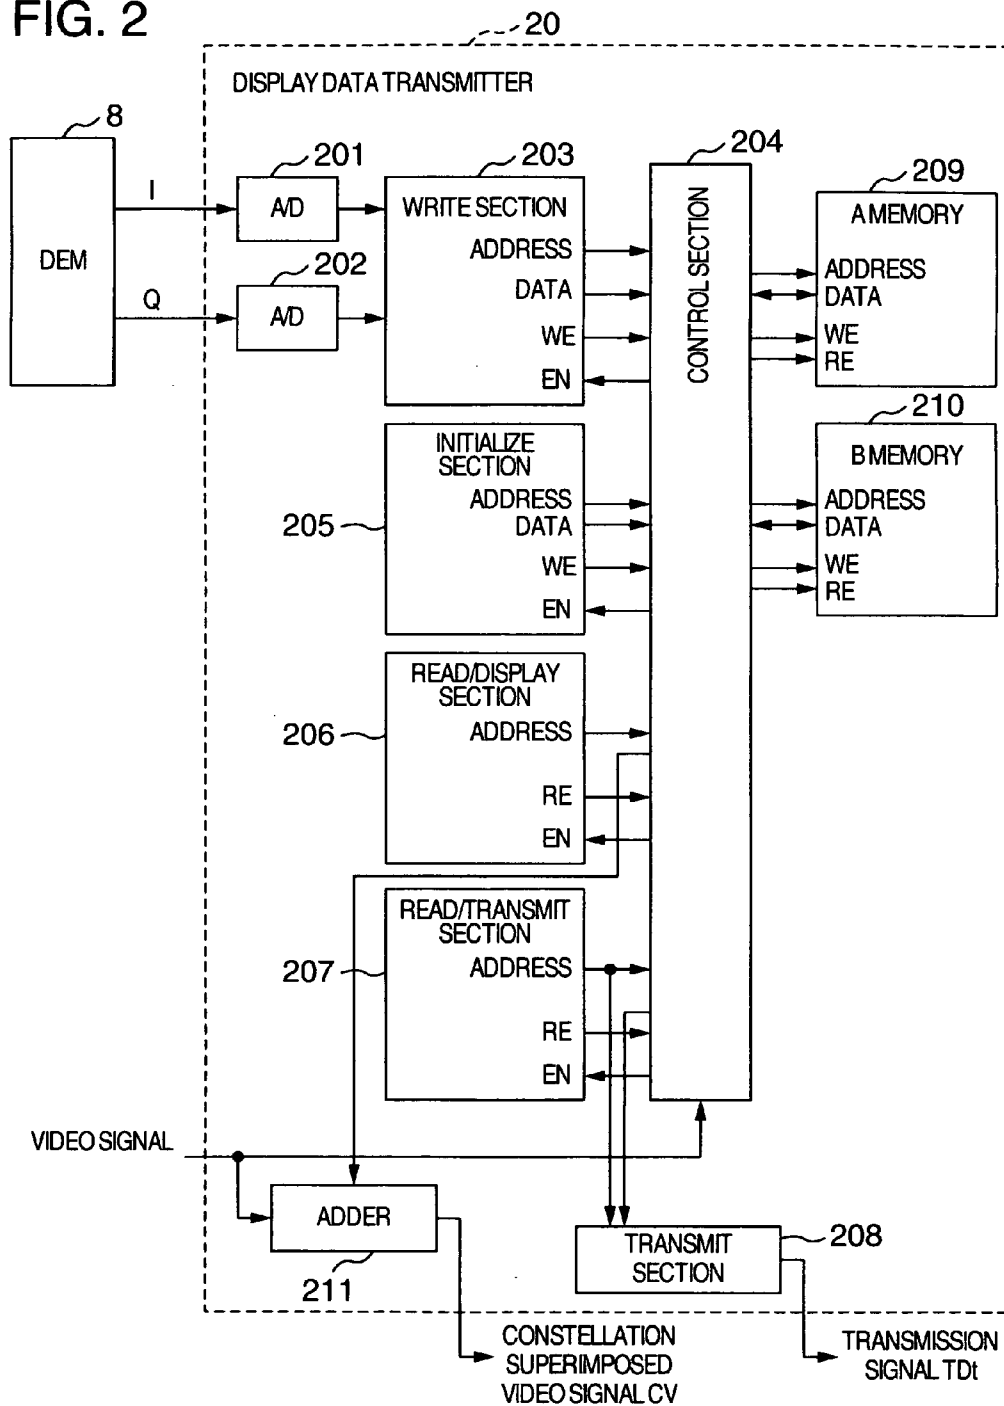 FIG. 2
20
DISPLAY DATA TRANSMITTER
8
DEM
I
Q
201
A/D
202
A/D
203
WRITE SECTION
ADDRESS
DATA
WE
EN
204
CONTROL SECTION
209
A MEMORY
ADDRESS
DATA
WE
RE
210
B MEMORY
ADDRESS
DATA
WE
RE
205
INITIALIZE
SECTION
ADDRESS
DATA
WE
EN
206
READ/DISPLAY
SECTION
ADDRESS
RE
EN
207
READ/TRANSMIT
SECTION
ADDRESS
RE
EN
VIDEO SIGNAL
ADDER
211
TRANSMIT
SECTION
208
CONSTELLATION
SUPERIMPOSED
VIDEO SIGNAL CV
TRANSMISSION
SIGNAL TDt